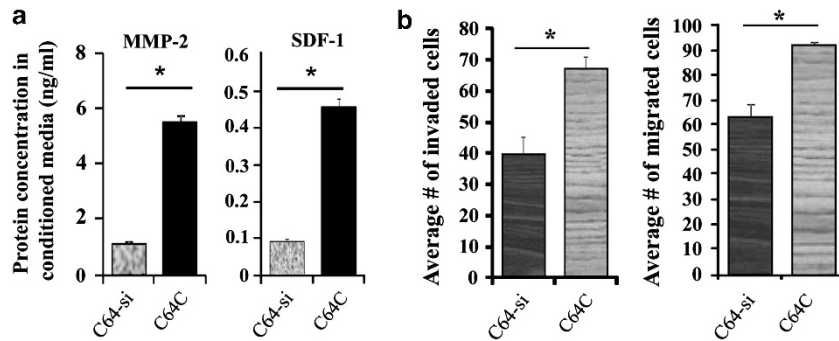 a
MMP-2
SDF-1
Protein concentration in
conditioned media (ng/ml)
8
6
4
2
0
*
C64-si
C64C
0.6
0.5
0.4
0.3
0.2
0.1
0
*
C64-si
C64C
b
Average # of invaded cells
80
70
60
50
40
30
20
10
0
*
C64-si
C64C
Average # of migrated cells
100
90
80
70
60
50
40
30
20
10
0
*
C64-si
C64C